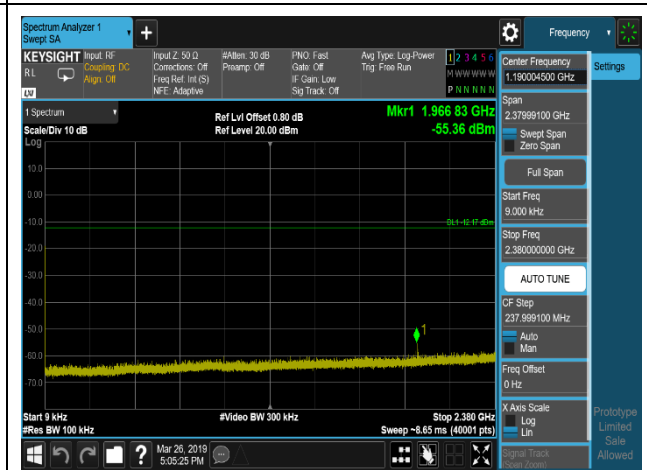 Spectrum Analyzer 1
Swept SA
+
Frequency
KEYSIGHT
RL
Input: RF
Coupling: DC
Align: Off
Input Z: 50 Ω
Corrections: Off
Freq Ref: Int (S)
NFE: Adaptive
#Atten: 30 dB
Preamp: Off
PNO: Fast
Gate: Off
IF Gain: Low
Sig Track: Off
Avg Type: Log-Power
Trig: Free Run
1 2 3 4 5 6
M W W W W W
P N N N N N
1 Spectrum
Scale/Div 10 dB
Log
Ref Lvl Offset 0.80 dB
Ref Level 20.00 dBm
Mkr1 1.966 83 GHz
-55.36 dBm
10.0
0.00
-10.0
DL1 -12.17 dBm
-20.0
-30.0
-40.0
-50.0
1
-60.0
-70.0
Start 9 kHz
#Res BW 100 kHz
#Video BW 300 kHz
Stop 2.380 GHz
Sweep ~8.65 ms (40001 pts)
?
Mar 26, 2019
5:05:25 PM
Center Frequency
1.190004500 GHz
Span
2.37999100 GHz
Swept Span
Zero Span
Full Span
Start Freq
9.000 kHz
Stop Freq
2.380000000 GHz
AUTO TUNE
CF Step
237.999100 MHz
Auto
Man
Freq Offset
0 Hz
X Axis Scale
Log
Lin
Signal Track
(Span Zoom)
Settings
Prototype
Limited
Sale
Allowed